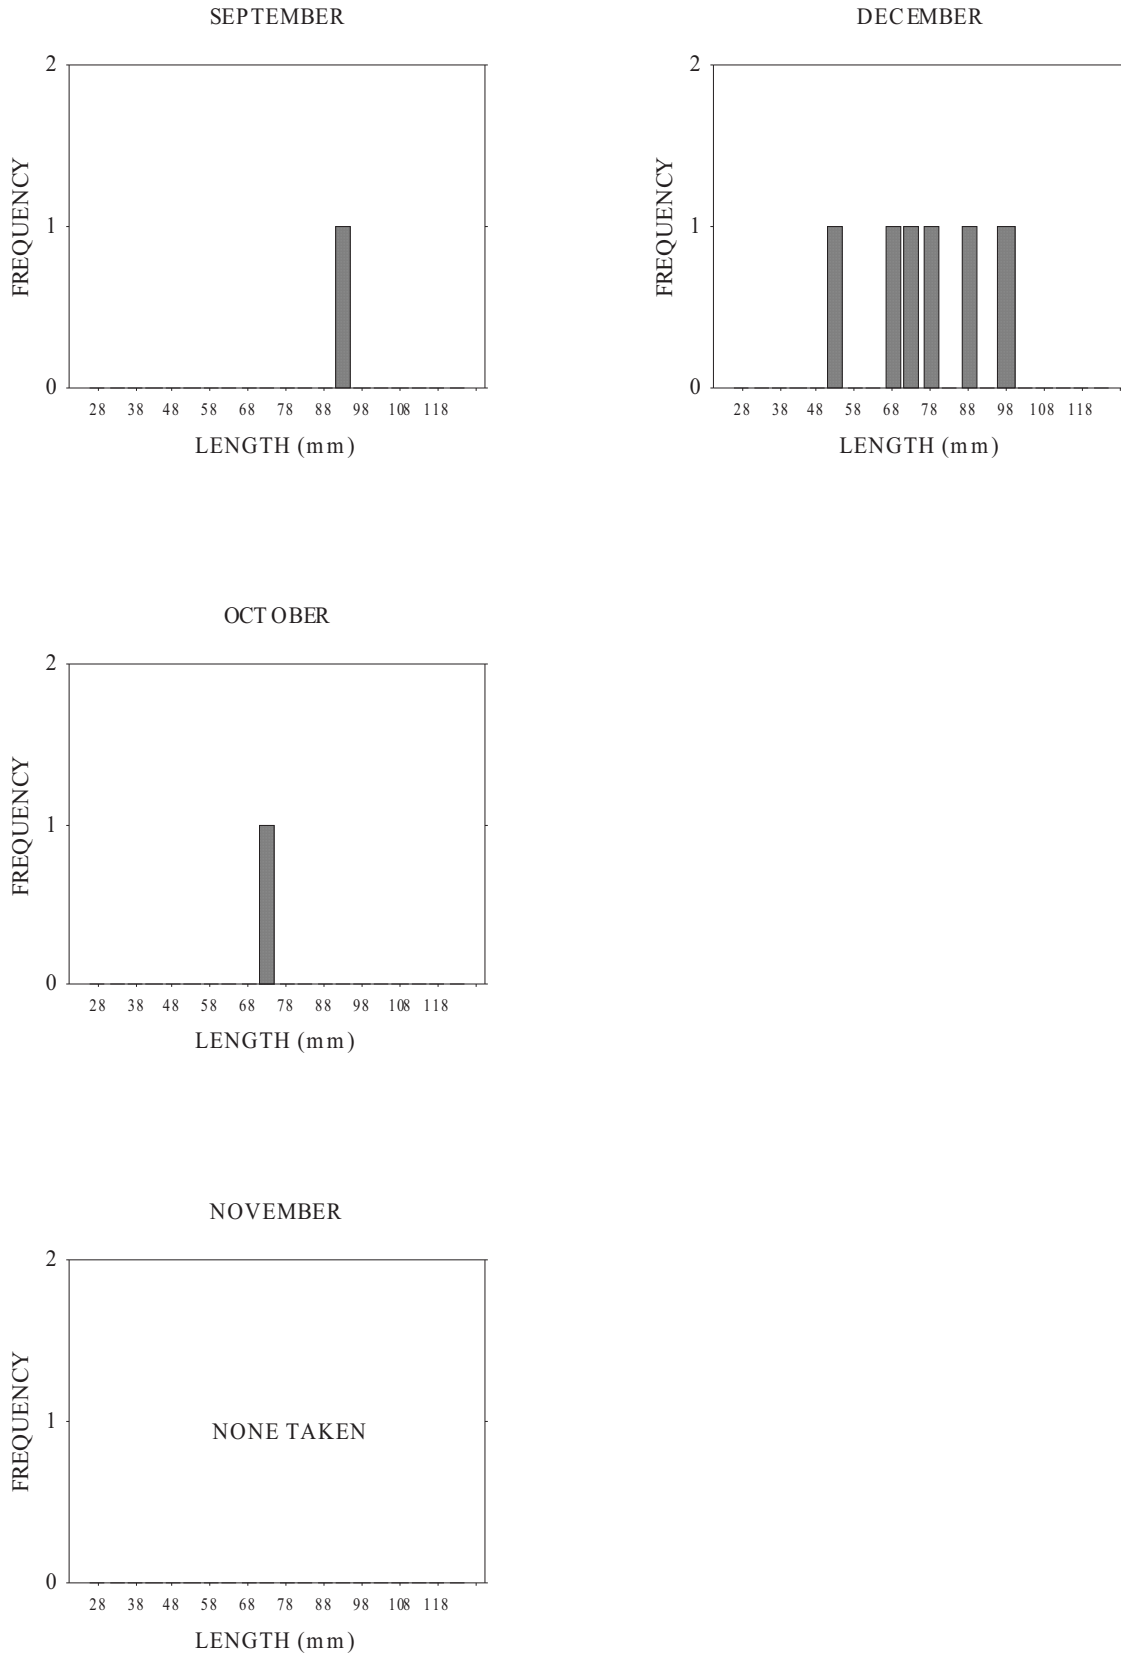 SEPTEMBER
2
1
0
FREQUENCY
28 38 48 58 68 78 88 98 108 118
LENGTH (mm)
DECEMBER
2
1
0
FREQUENCY
28 38 48 58 68 78 88 98 108 118
LENGTH (mm)
OCTOBER
2
1
0
FREQUENCY
28 38 48 58 68 78 88 98 108 118
LENGTH (mm)
NOVEMBER
2
1
0
FREQUENCY
NONE TAKEN
28 38 48 58 68 78 88 98 108 118
LENGTH (mm)